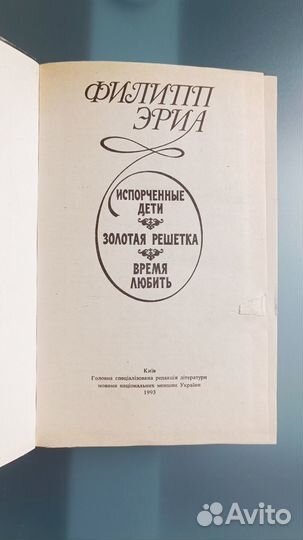 ФИЛИПП
ЭРИА
ИСПОРЧЕННЫЕ
ДЕТИ
ЗОЛОТАЯ РЕШЕТКА
ВРЕМЯ
ЛЮБИТЬ
Київ
Головна спеціалізована редакція літератури
мовами національних меншин України
1993
Avito